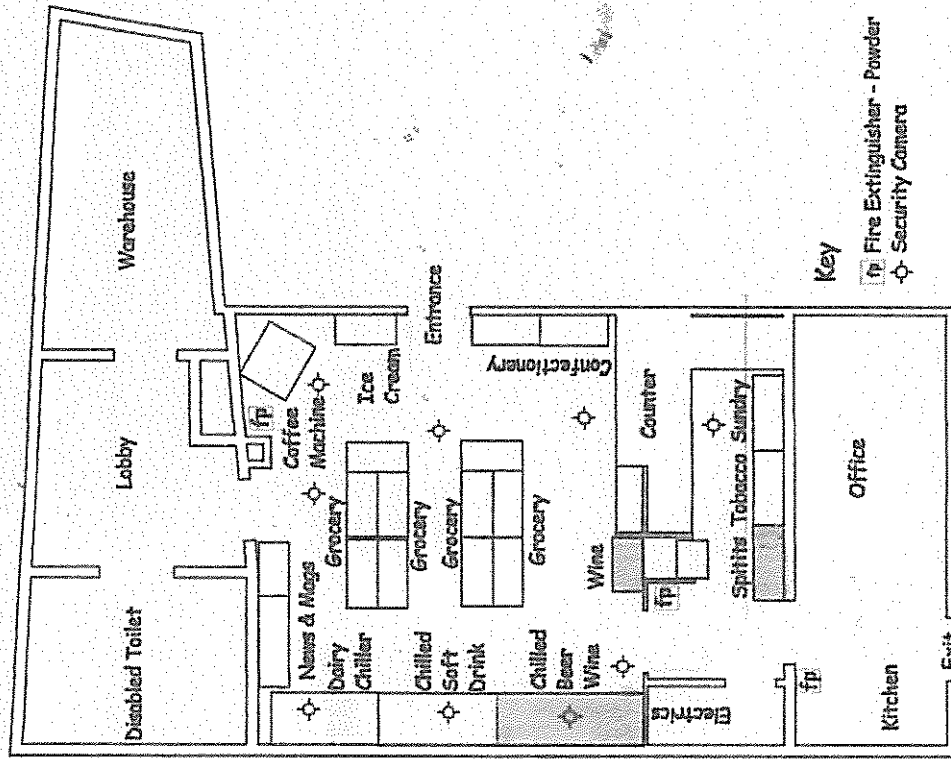 Warehouse
Lobby
Disabled Toilet
fp
Coffee
Machine
Ice
Cream
Entrance
News & Mags
Grocery
Dairy
Chiller
Grocery
Chilled
Soft
Drink
Grocery
Grocery
Confectionery
Chilled
Beer
Wine
Wine
Counter
fp
Electrics
Spitits Tobacco Sundry
fp
Kitchen
Office
Exit
Key
fp Fire Extinguisher - Powder
Security Camera